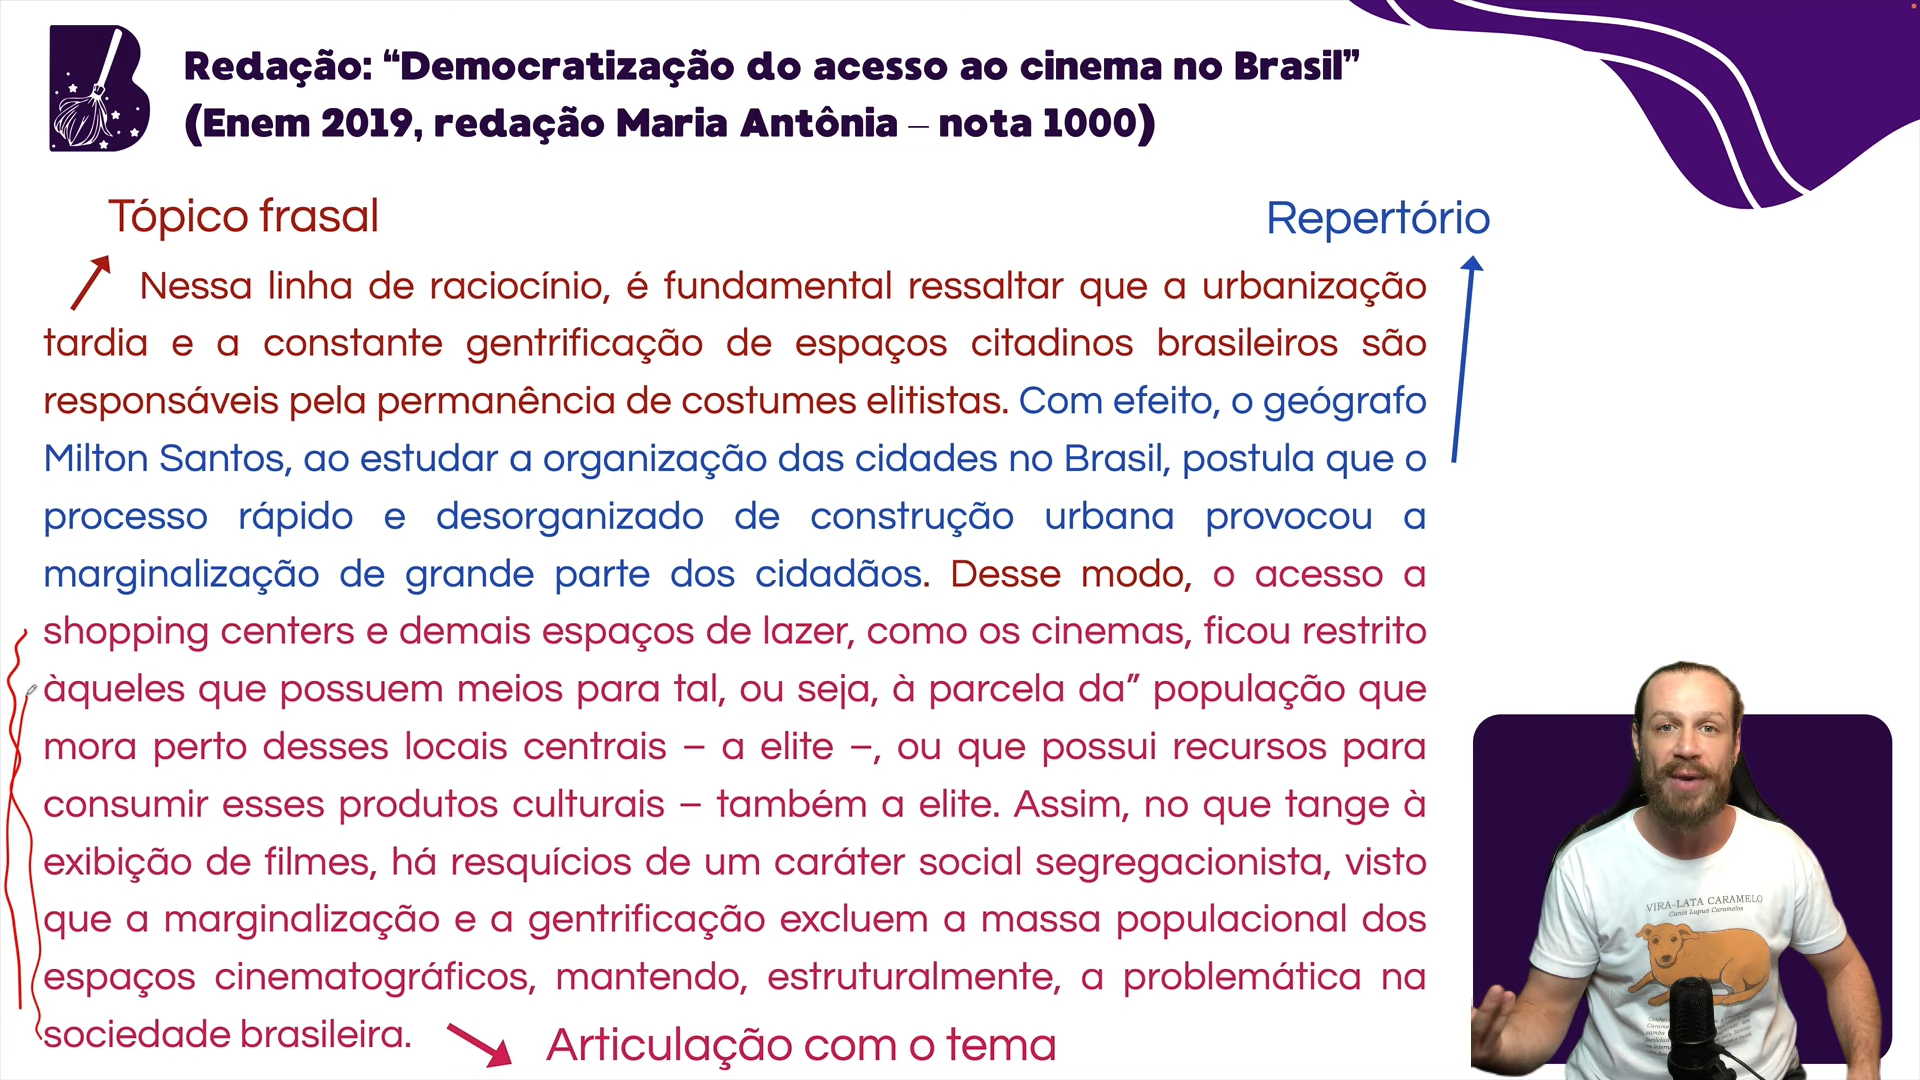 Redação: “Democratização do acesso ao cinema no Brasil”
(Enem 2019, redação Maria Antônia – nota 1000)
Tópico frasal
Repertório
Nessa linha de raciocínio, é fundamental ressaltar que a urbanização
tardia e a constante gentrificação de espaços citadinos brasileiros são
responsáveis pela permanência de costumes elitistas. Com efeito, o geógrafo
Milton Santos, ao estudar a organização das cidades no Brasil, postula que o
processo rápido e desorganizado de construção urbana provocou a
marginalização de grande parte dos cidadãos. Desse modo, o acesso a
shopping centers e demais espaços de lazer, como os cinemas, ficou restrito
àqueles que possuem meios para tal, ou seja, à parcela da” população que
mora perto desses locais centrais – a elite –, ou que possui recursos para
consumir esses produtos culturais – também a elite. Assim, no que tange à
exibição de filmes, há resquícios de um caráter social segregacionista, visto
que a marginalização e a gentrificação excluem a massa populacional dos
espaços cinematográficos, mantendo, estruturalmente, a problemática na
sociedade brasileira.
Articulação com o tema
VIRA-LATA CARAMELO
Canis Lupus Caramelos